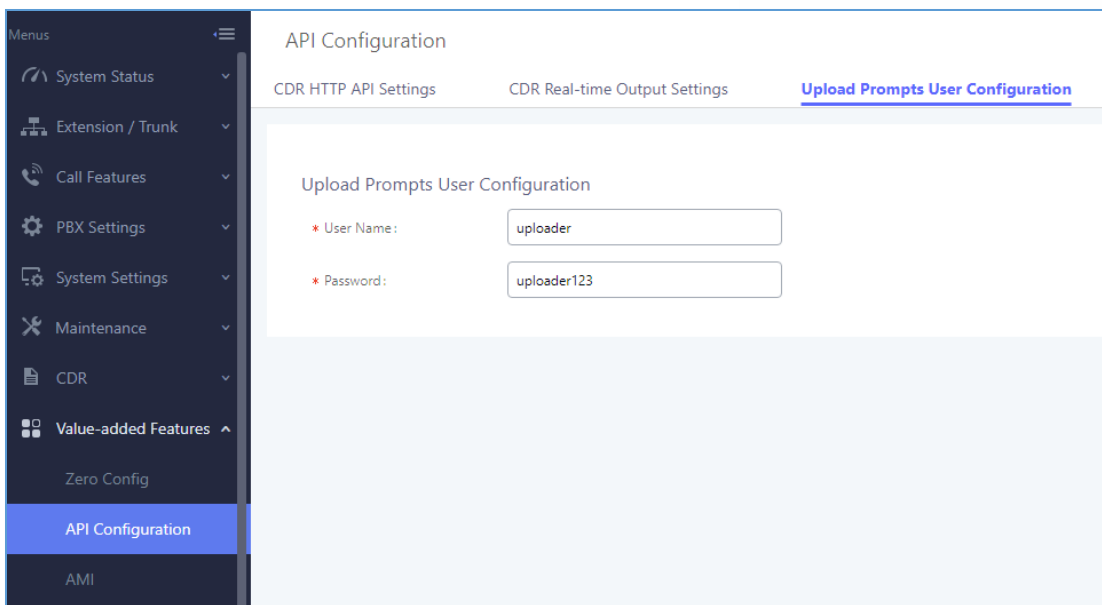 Menus
System Status
Extension / Trunk
Call Features
PBX Settings
System Settings
Maintenance
CDR
Value-added Features
Zero Config
API Configuration
AMI
API Configuration
CDR HTTP API Settings
CDR Real-time Output Settings
Upload Prompts User Configuration
Upload Prompts User Configuration
* User Name: uploader
* Password: uploader123